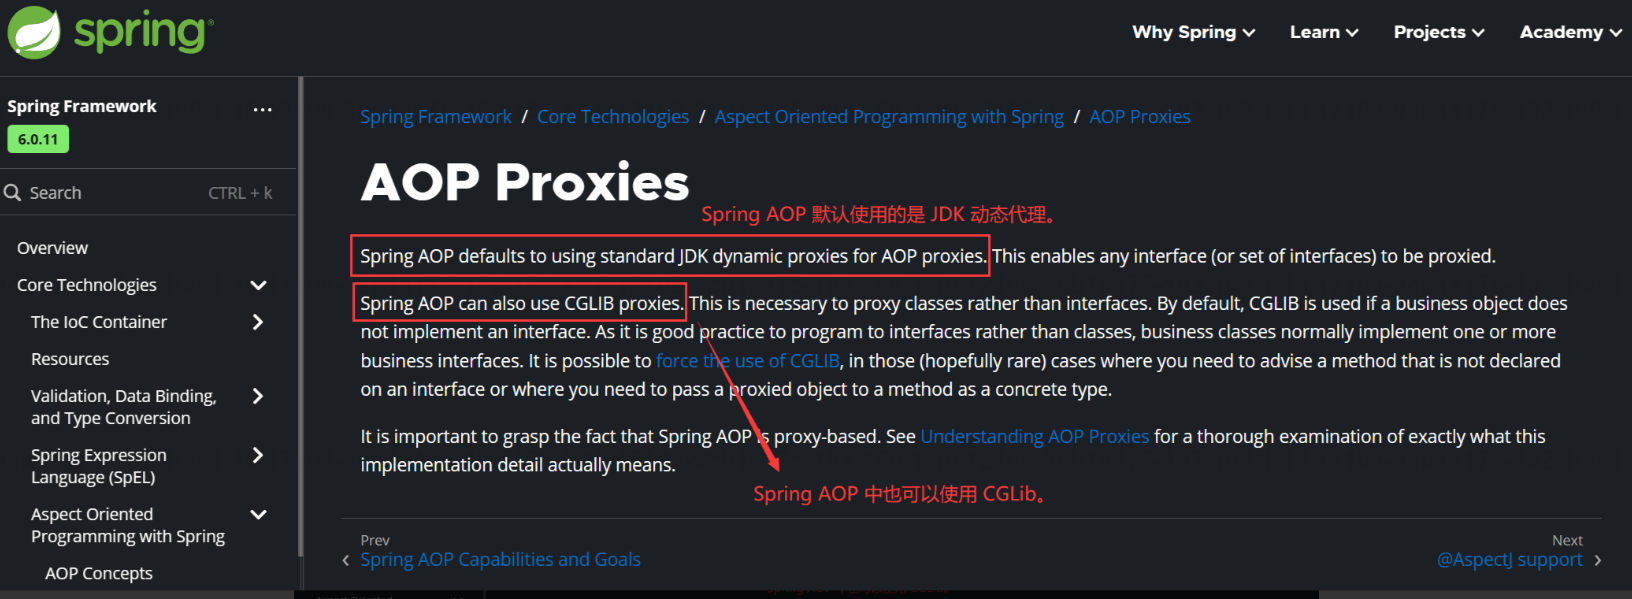 spring
Why Spring
Learn
Projects
Academy
Spring Framework
...
6.0.11
Search
CTRL + k
Overview
Core Technologies
The IoC Container
Resources
Validation, Data Binding,
and Type Conversion
Spring Expression
Language (SpEL)
Aspect Oriented
Programming with Spring
AOP Concepts
Spring Framework / Core Technologies / Aspect Oriented Programming with Spring / AOP Proxies
AOP Proxies
Spring AOP 默认使用的是 JDK 动态代理。
Spring AOP defaults to using standard JDK dynamic proxies for AOP proxies. This enables any interface (or set of interfaces) to be proxied.
Spring AOP can also use CGLIB proxies. This is necessary to proxy classes rather than interfaces. By default, CGLIB is used if a business object does
not implement an interface. As it is good practice to program to interfaces rather than classes, business classes normally implement one or more
business interfaces. It is possible to force the use of CGLIB, in those (hopefully rare) cases where you need to advise a method that is not declared
on an interface or where you need to pass a proxied object to a method as a concrete type.
It is important to grasp the fact that Spring AOP is proxy-based. See Understanding AOP Proxies for a thorough examination of exactly what this
implementation detail actually means.
Spring AOP 中也可以使用 CGLib。
Prev
Spring AOP Capabilities and Goals
Next
@AspectJ support